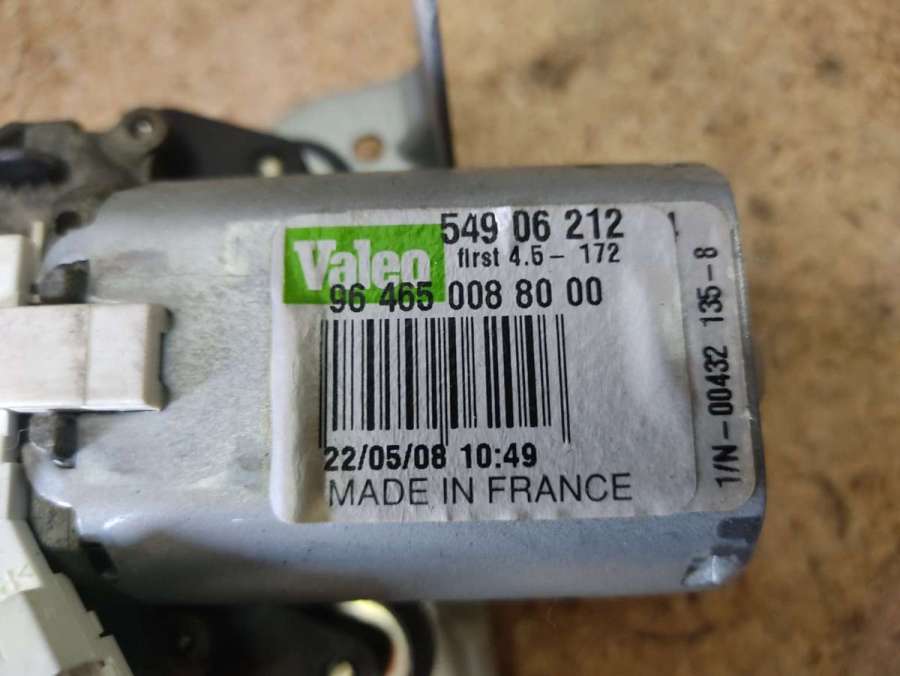 Valeo
549 06 212
first 4.5 - 172
96 465 008 80 00
22/05/08 10:49
MADE IN FRANCE
1/N-00432 135-8